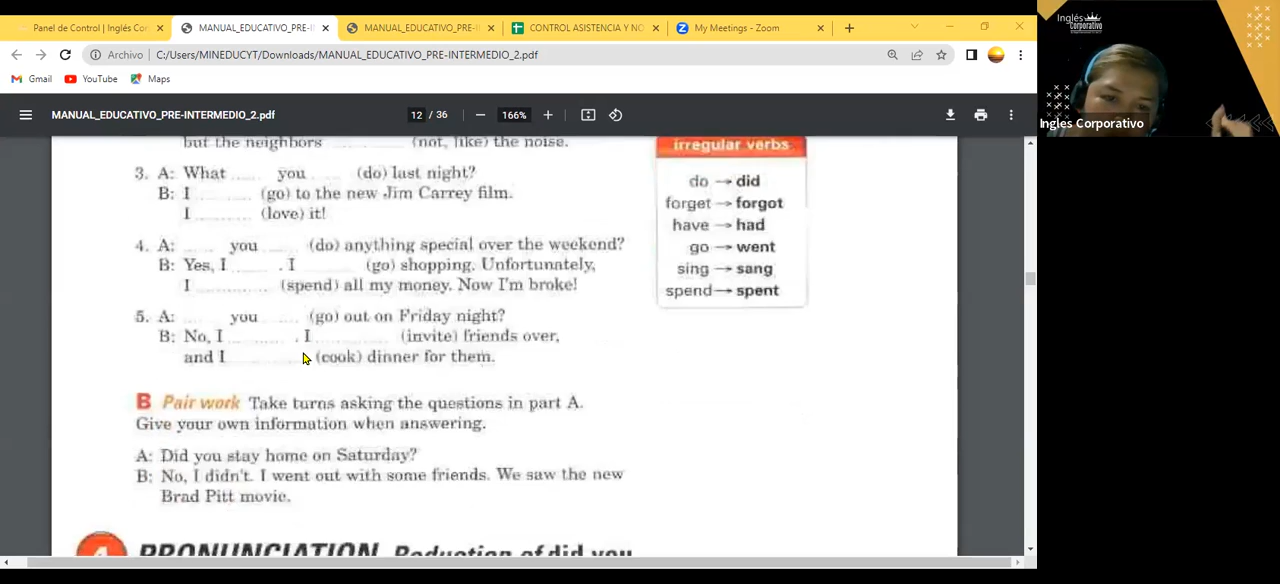 Panel de Control | Inglés Cor
MANUAL_EDUCATIVO_PRE-INTERM
MANUAL_EDUCATIVO_PRE-INTERM
CONTROL ASISTENCIA Y NO
My Meetings - Zoom
Archivo
C:/Users/MINEDUCYT/Downloads/MANUAL_EDUCATIVO_PRE-INTERMEDIO_2.pdf
Gmail
YouTube
Maps
MANUAL_EDUCATIVO_PRE-INTERMEDIO_2.pdf
12 / 36
166%
but the neighbors (not, like) the noise.
3. A: What you (do) last night?
B: I (go) to the new Jim Carrey film.
I (love) it!
4. A: you (do) anything special over the weekend?
B: Yes, I . I (go) shopping. Unfortunately,
I (spend) all my money. Now I'm broke!
5. A: you (go) out on Friday night?
B: No, I . I (invite) friends over,
and I (cook) dinner for them.
irregular verbs
do → did
forget → forgot
have → had
go → went
sing → sang
spend → spent
B Pair work Take turns asking the questions in part A.
Give your own information when answering.
A: Did you stay home on Saturday?
B: No, I didn't. I went out with some friends. We saw the new
Brad Pitt movie.
4 PRONUNCIATION Reduction of did you
Inglés
Corporativo
Ingles Corporativo